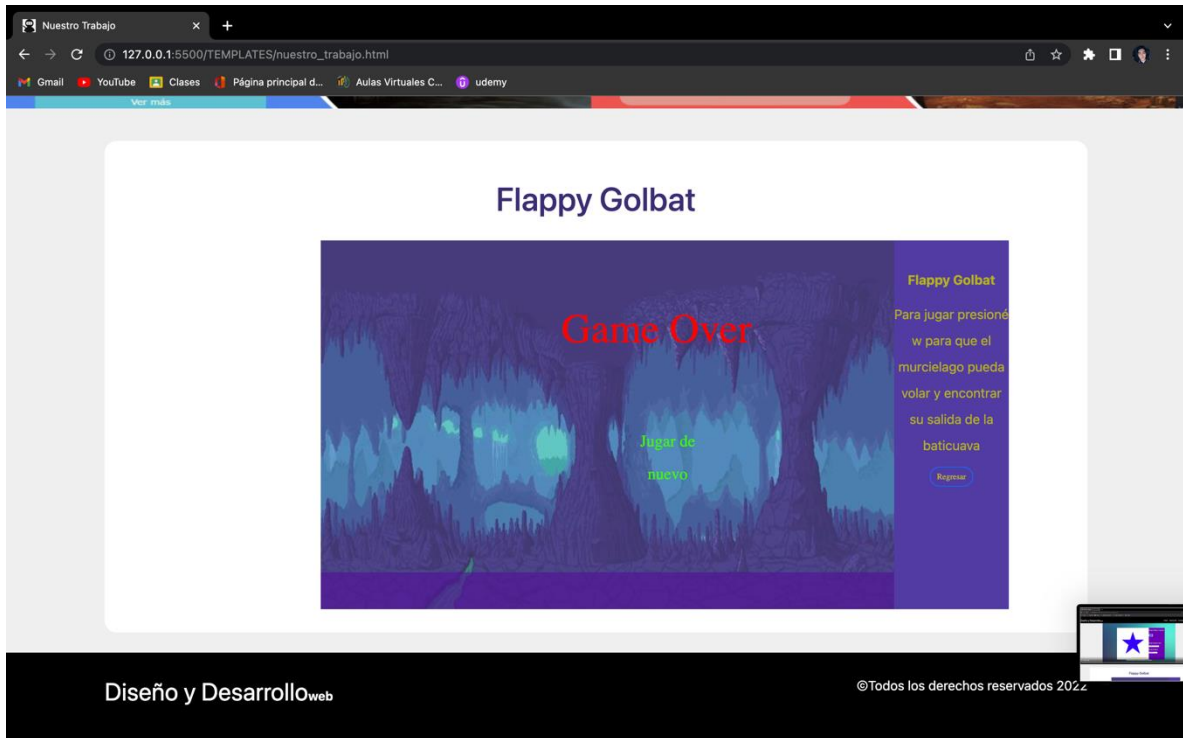 Nuestro Trabajo
127.0.0.1:5500/TEMPLATES/nuestro_trabajo.html
Gmail YouTube Clases Página principal d... Aulas Virtuales C... udemy
Ver más
Flappy Golbat
Game Over
Jugar de
nuevo
Flappy Golbat
Para jugar presioné
w para que el
murcielago pueda
volar y encontrar
su salida de la
baticuava
Regresar
Diseño y Desarrolloweb
©Todos los derechos reservados 2022
Flappy Golbat